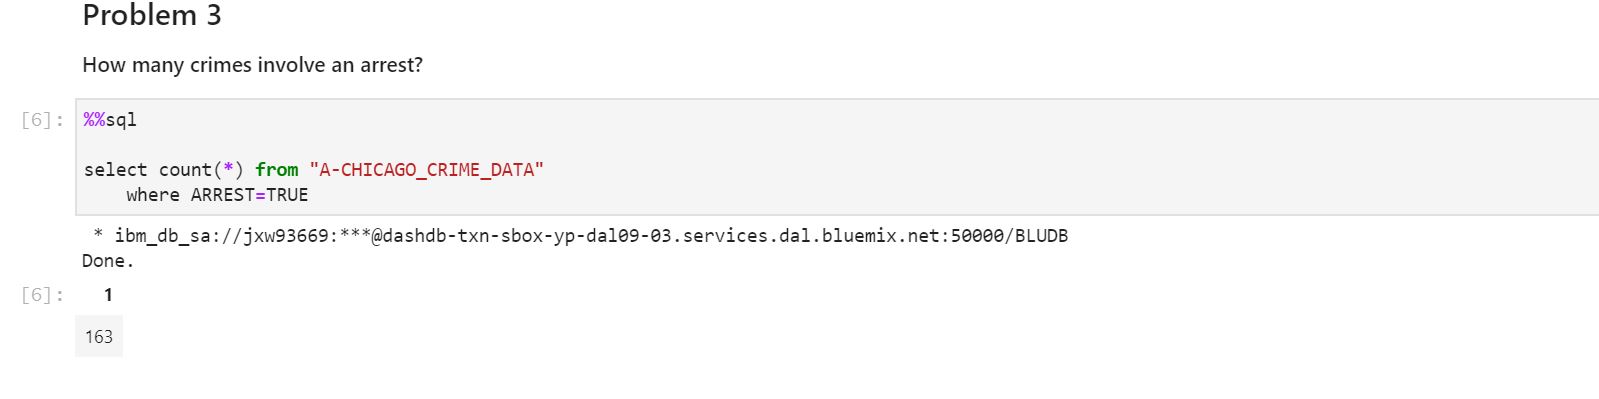 Problem 3
How many crimes involve an arrest?
[6]: %%sql
select count(*) from "A-CHICAGO_CRIME_DATA"
where ARREST=TRUE
* ibm_db_sa://jxw93669:***@dashdb-txn-sbox-yp-dal09-03.services.dal.bluemix.net:50000/BLUDB
Done.
[6]: 1
163